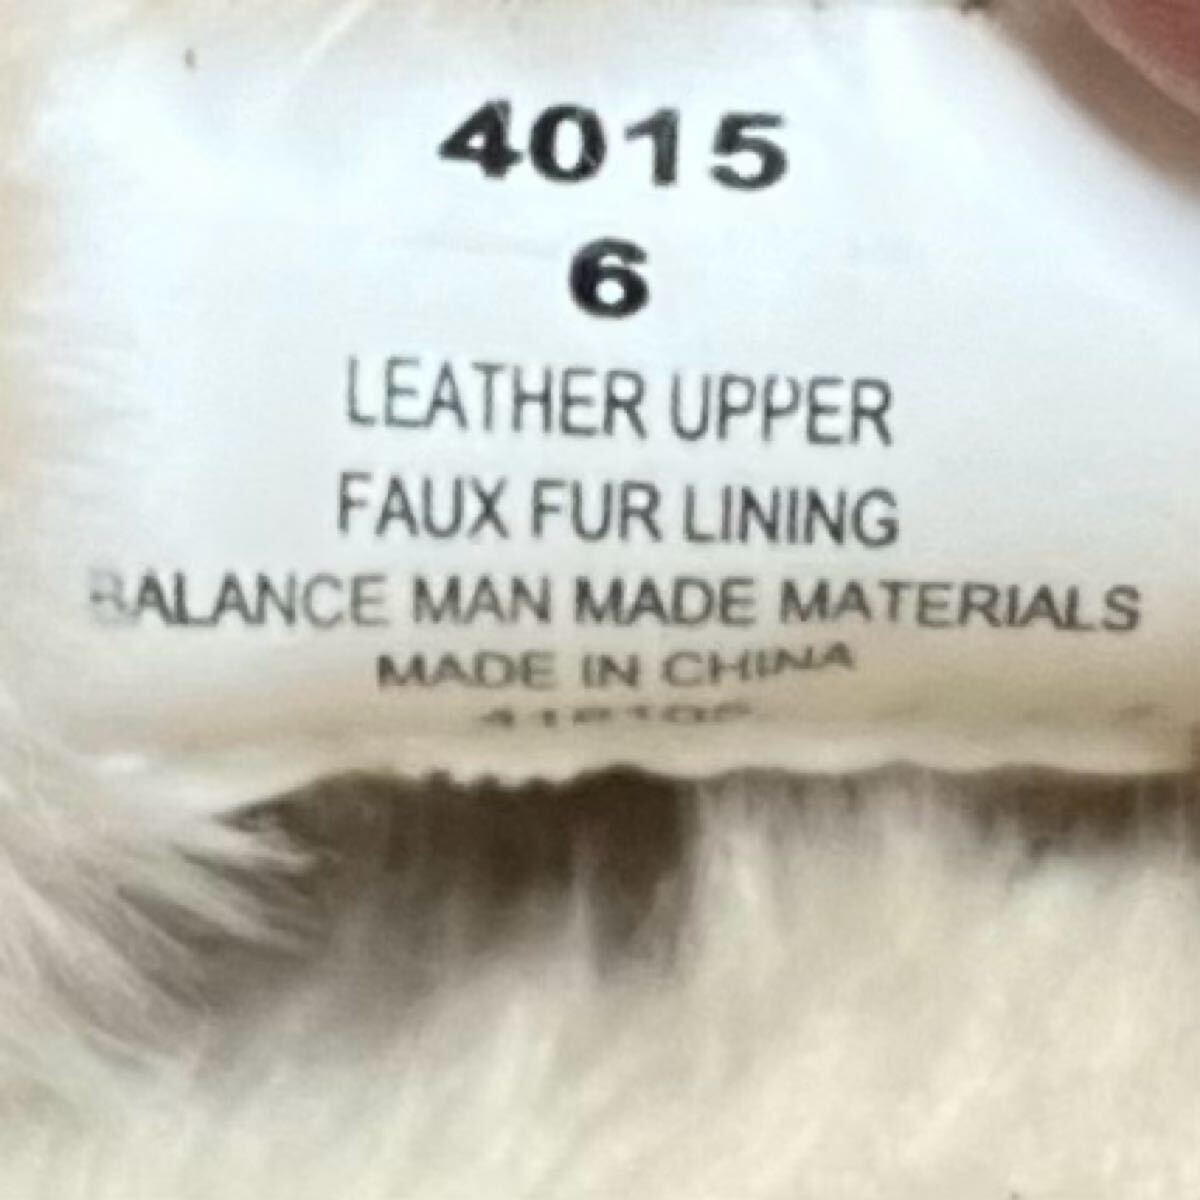 4015
6
LEATHER UPPER
FAUX FUR LINING
BALANCE MAN MADE MATERIALS
MADE IN CHINA